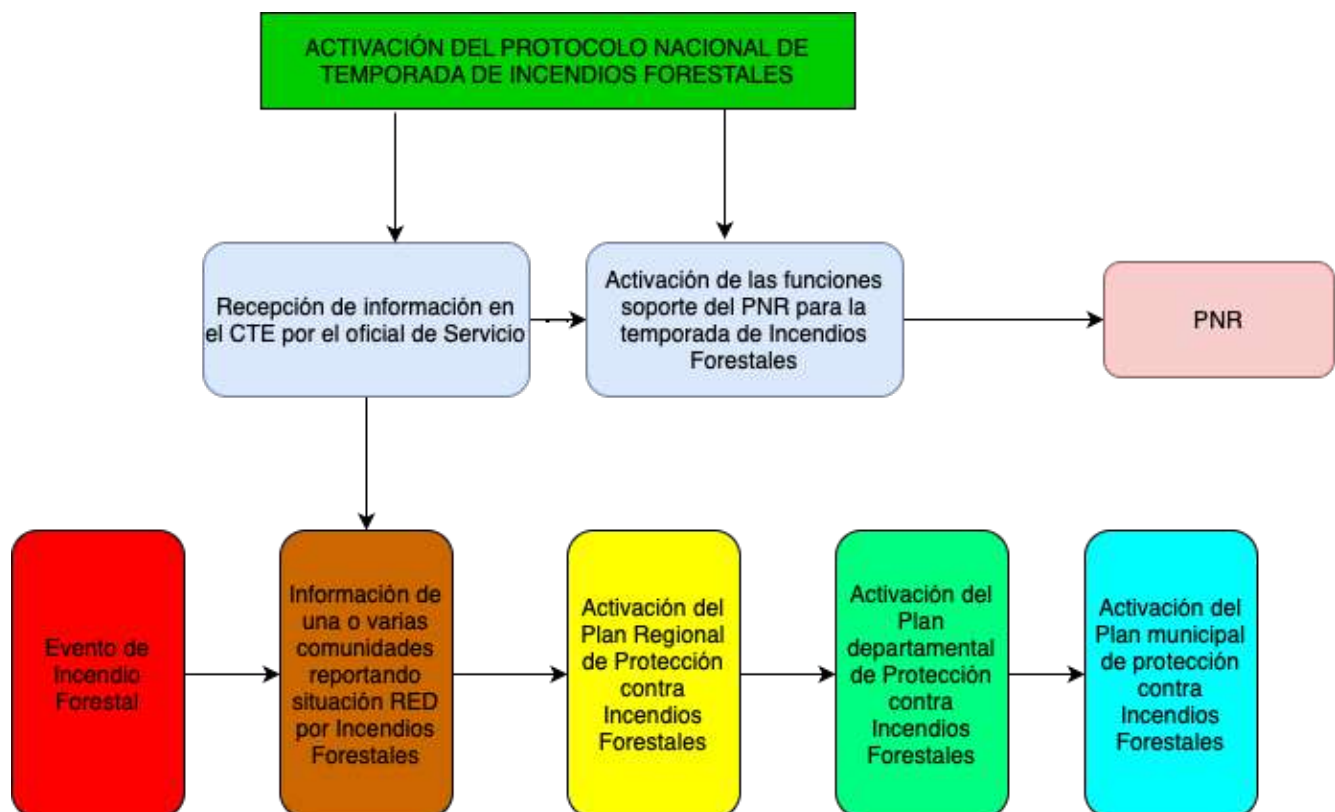 ACTIVACIÓN DEL PROTOCOLO NACIONAL DE
TEMPORADA DE INCENDIOS FORESTALES
Recepción de información en
el CTE por el oficial de Servicio
Activación de las funciones
soporte del PNR para la
temporada de Incendios
Forestales
PNR
Evento de
Incendio
Forestal
Información de
una o varias
comunidades
reportando
situación RED
por Incendios
Forestales
Activación del
Plan Regional
de Protección
contra
Incendios
Forestales
Activación del
Plan
departamental
de Protección
contra
Incendios
Forestales
Activación del
Plan municipal
de protección
contra
Incendios
Forestales